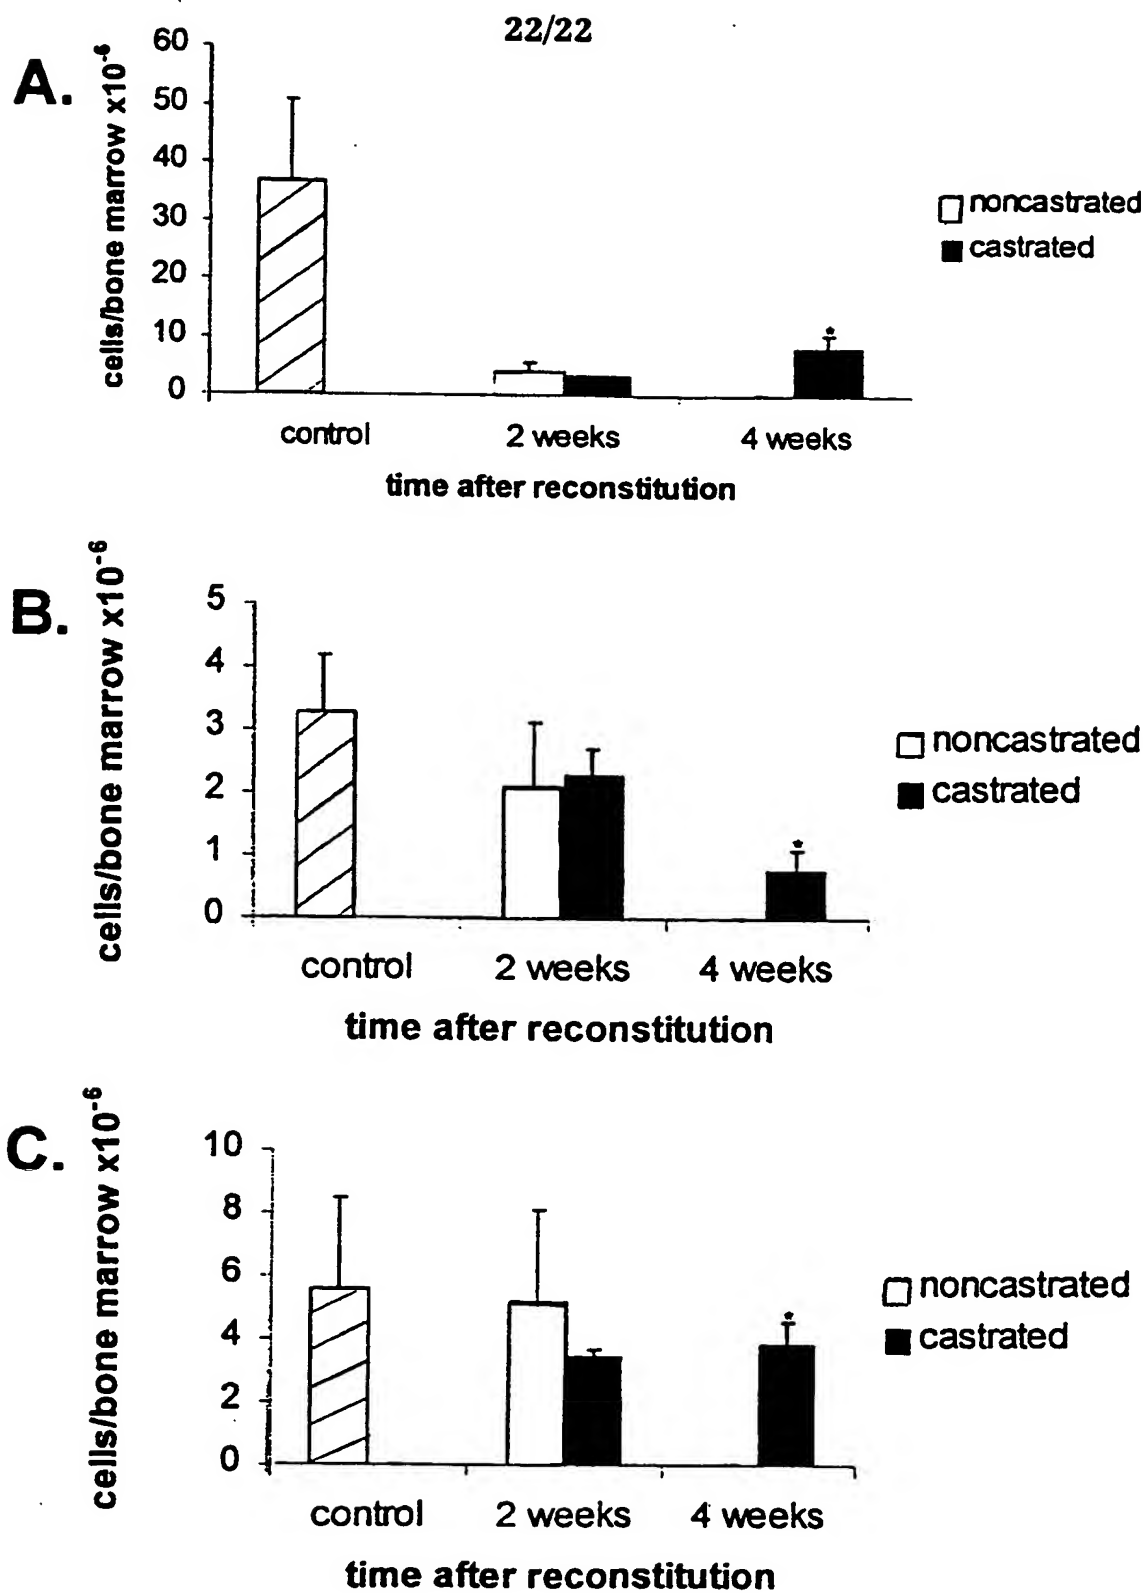 22/22
A.
cells/bone marrow x10-6
60
50
40
30
20
10
0
*
noncastrated
castrated
control
2 weeks
4 weeks
time after reconstitution
B.
cells/bone marrow x10-6
5
4
3
2
1
0
*
noncastrated
castrated
control
2 weeks
4 weeks
time after reconstitution
C.
cells/bone marrow x10-6
10
8
6
4
2
0
*
noncastrated
castrated
control
2 weeks
4 weeks
time after reconstitution